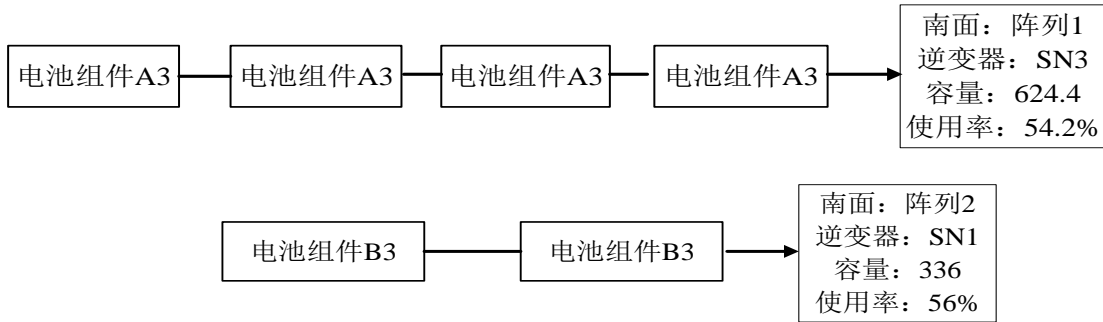 电池组件A3
电池组件A3
电池组件A3
电池组件A3
南面：阵列1
逆变器：SN3
容量：624.4
使用率：54.2%
电池组件B3
电池组件B3
南面：阵列2
逆变器：SN1
容量：336
使用率：56%